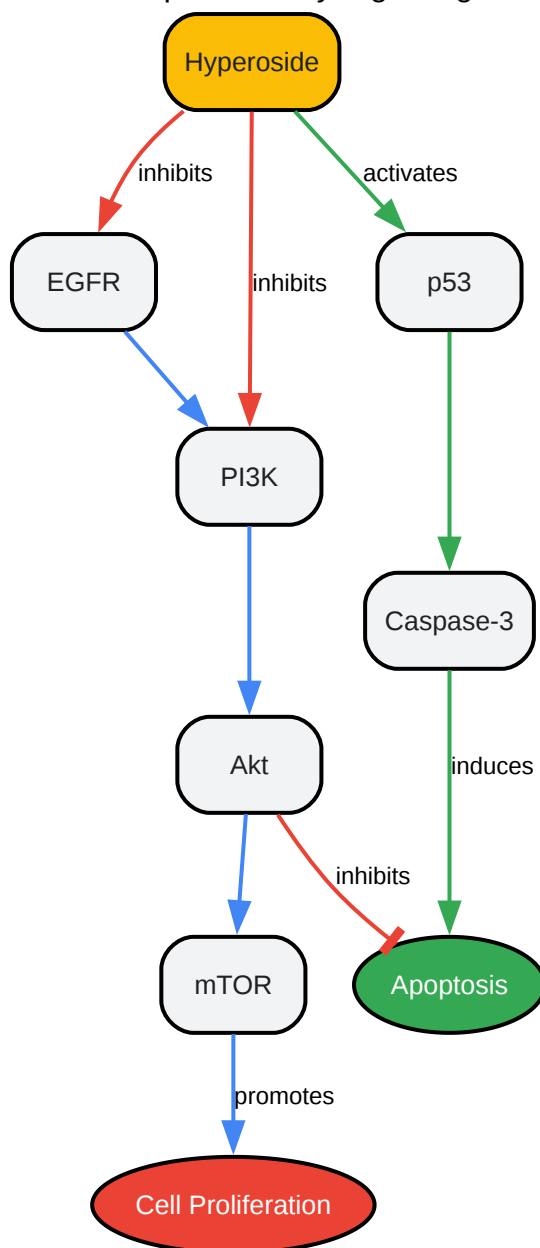 Hyperoside
inhibits
activates
EGFR
inhibits
p53
PI3K
Caspase-3
Akt
induces
inhibits
mTOR
Apoptosis
promotes
Cell Proliferation